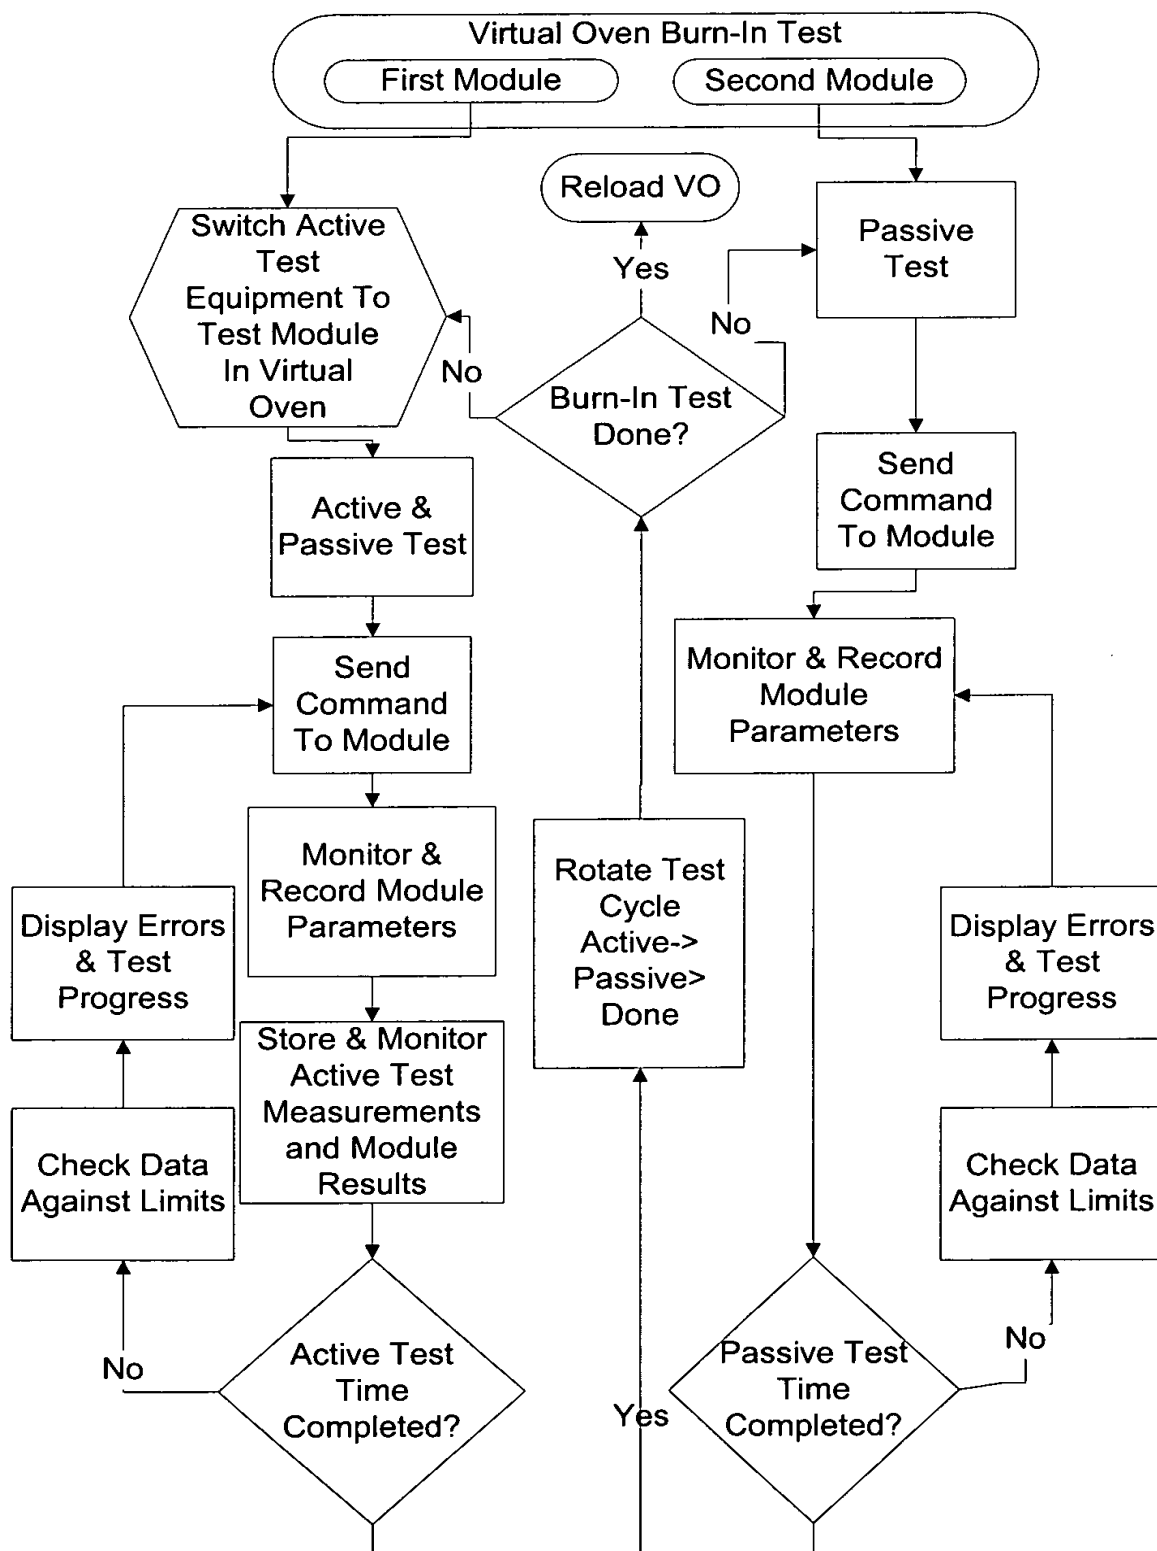 Virtual Oven Burn-In Test
First Module
Second Module
Reload VO
Switch Active
Test
Equipment To
Test Module
In Virtual
Oven
Yes
No
No
Burn-In Test
Done?
Passive
Test
Active &
Passive Test
Send
Command
To Module
Send
Command
To Module
Monitor & Record
Module
Parameters
Monitor &
Record Module
Parameters
Display Errors
& Test
Progress
Rotate Test
Cycle
Active->
Passive>
Done
Display Errors
& Test
Progress
Store & Monitor
Active Test
Measurements
and Module
Results
Check Data
Against Limits
Check Data
Against Limits
No
Active Test
Time
Completed?
Yes
Passive Test
Time
Completed?
No